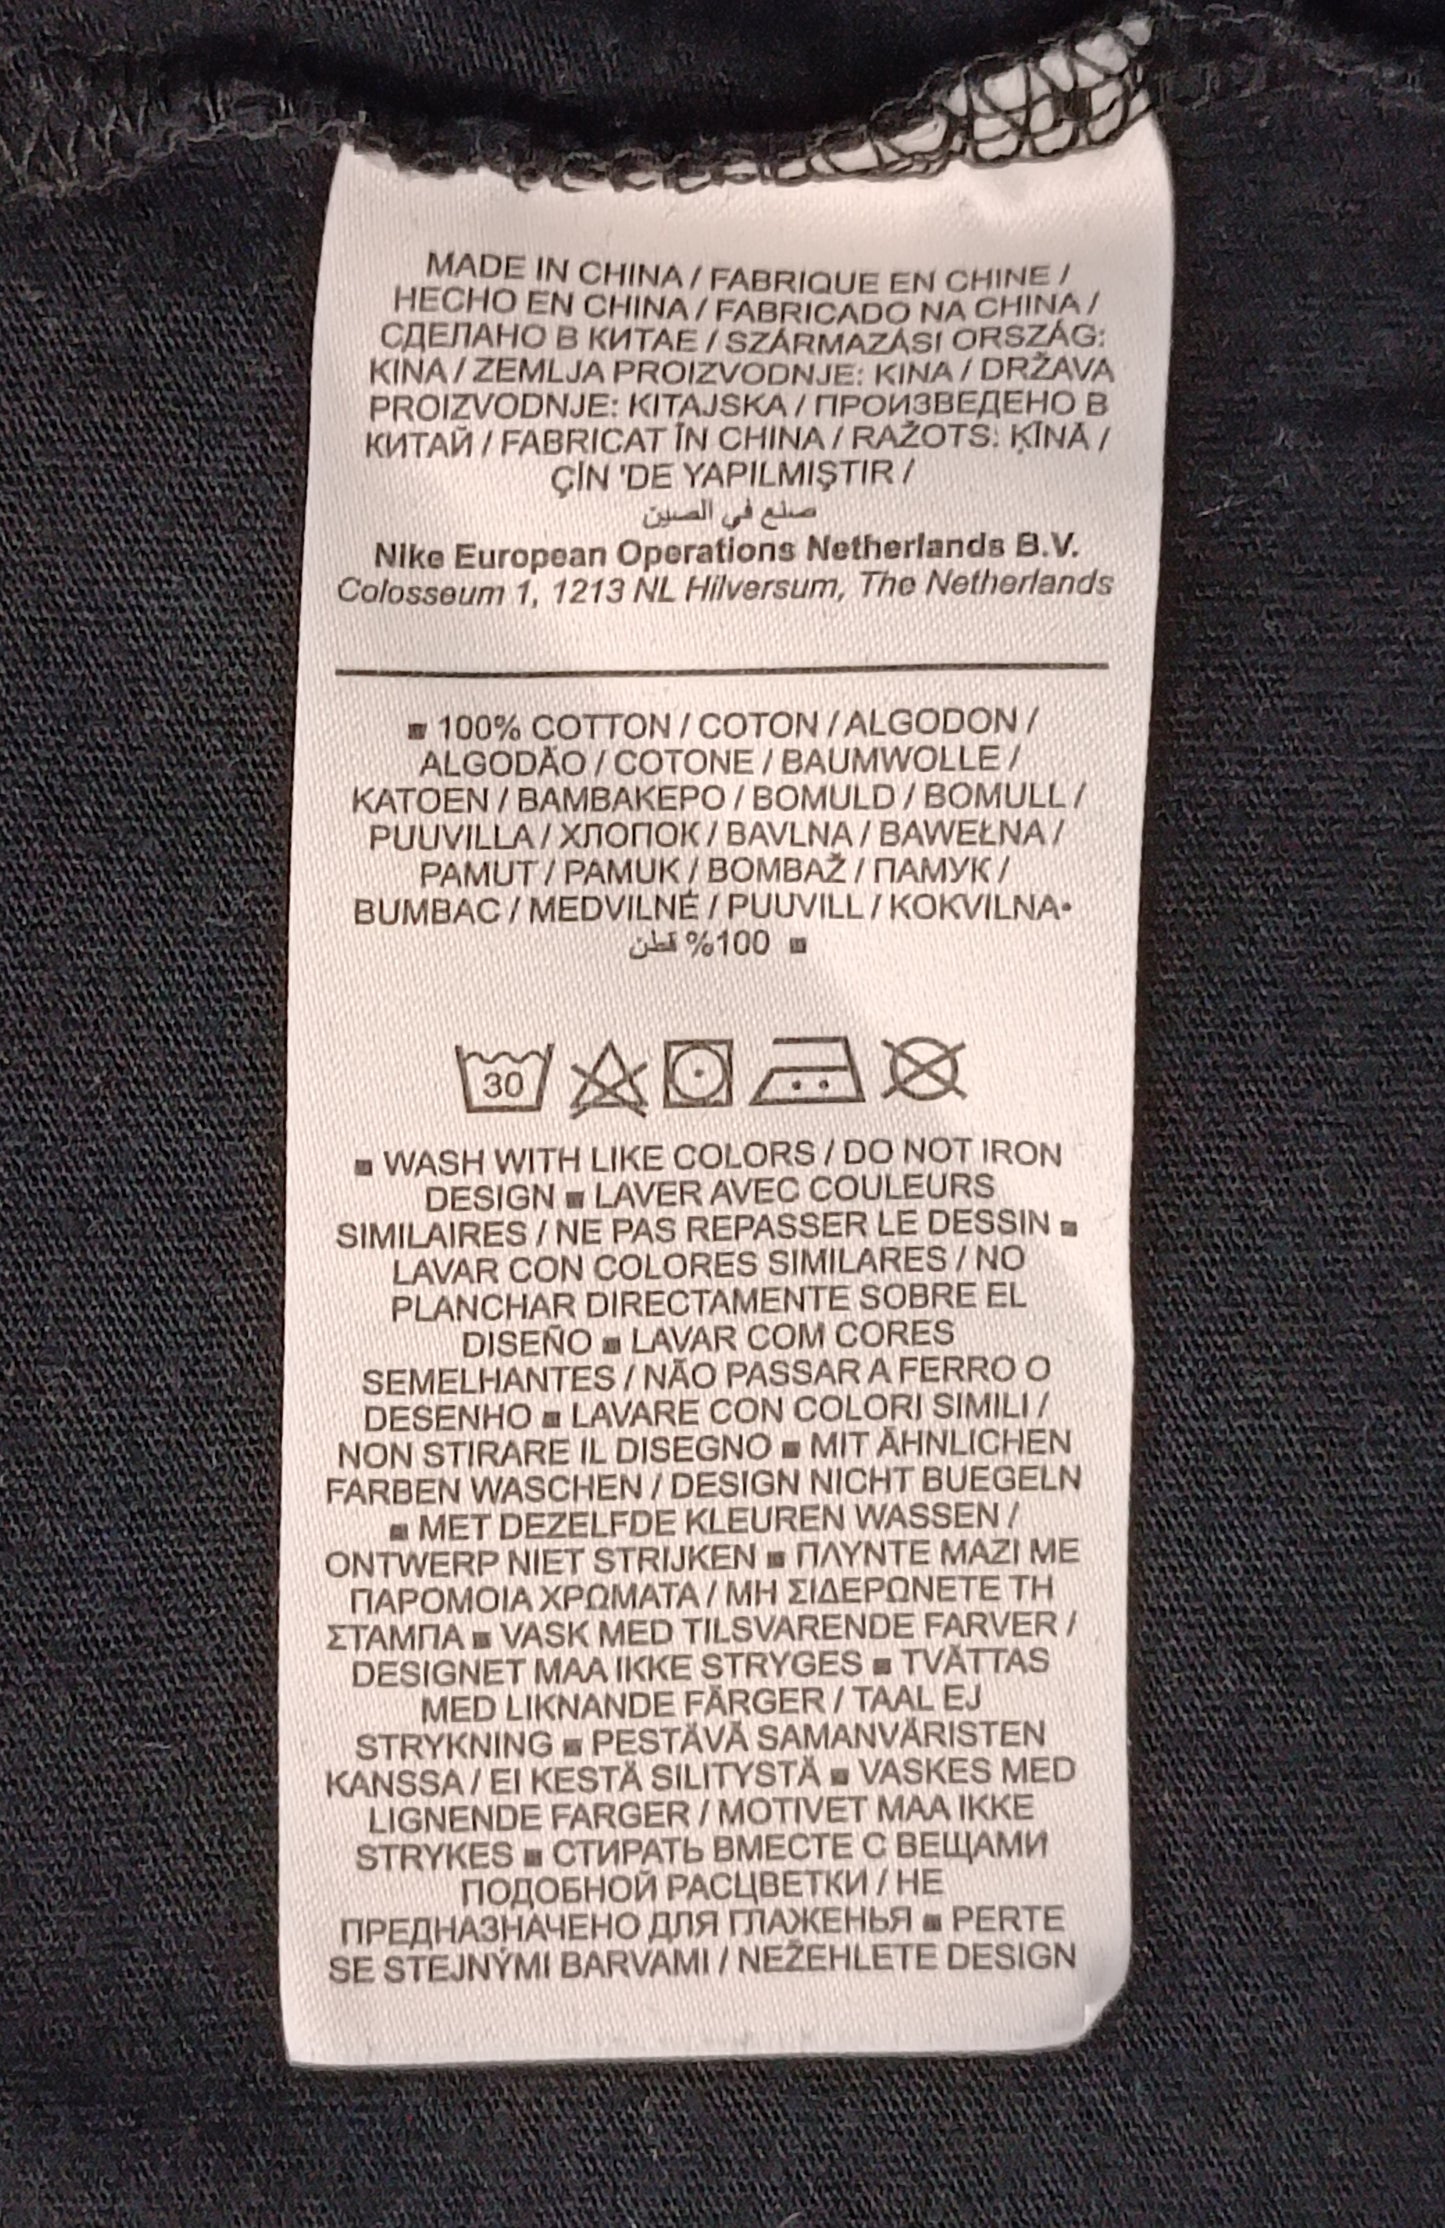 MADE IN CHINA / FABRIQUE EN CHINE /
HECHO EN CHINA / FABRICADO NA CHINA /
СДЕЛАНО В КИТАЕ / SZÁRMAZÁSI ORSZÁG:
KINA / ZEMLJA PROIZVODNJE: KINA / DRŽAVA
PROIZVODNJE: KITAJSKA / ПРОИЗВЕДЕНО В
КИТАЙ / FABRICAT ÎN CHINA / RAŽOTS: ĶĪNĀ /
ÇİN 'DE YAPILMIŞTIR /
صنع في الصين
Nike European Operations Netherlands B.V.
Colosseum 1, 1213 NL Hilversum, The Netherlands
■ 100% COTTON / COTON / ALGODON /
ALGODÃO / COTONE / BAUMWOLLE /
KATOEN / ΒΑΜΒΑΚΕΡΟ / BOMULD / BOMULL /
PUUVILLA / ХЛОПОК / BAVLNA / BAWEŁNA /
PAMUT / PAMUK / BOMBAŽ / ПАМУК /
BUMBAC / MEDVILNĖ / PUUVILL / KOKVILNA•
■ 100% قطن
30
■ WASH WITH LIKE COLORS / DO NOT IRON
DESIGN ■ LAVER AVEC COULEURS
SIMILAIRES / NE PAS REPASSER LE DESSIN ■
LAVAR CON COLORES SIMILARES / NO
PLANCHAR DIRECTAMENTE SOBRE EL
DISEÑO ■ LAVAR COM CORES
SEMELHANTES / NÃO PASSAR A FERRO O
DESENHO ■ LAVARE CON COLORI SIMILI /
NON STIRARE IL DISEGNO ■ MIT ÄHNLICHEN
FARBEN WASCHEN / DESIGN NICHT BUEGELN
■ MET DEZELFDE KLEUREN WASSEN /
ONTWERP NIET STRIJKEN ■ ΠΛΥΝΤΕ ΜΑΖΙ ΜΕ
ΠΑΡΟΜΟΙΑ ΧΡΩΜΑΤΑ / ΜΗ ΣΙΔΕΡΩΝΕΤΕ ΤΗ
ΣΤΑΜΠΑ ■ VASK MED TILSVARENDE FARVER /
DESIGNET MAA IKKE STRYGES ■ TVÄTTAS
MED LIKNANDE FÄRGER / TAAL EJ
STRYKNING ■ PESTÄVÄ SAMANVÄRISTEN
KANSSA / EI KESTÄ SILITYSTÄ ■ VASKES MED
LIGNENDE FARGER / MOTIVET MAA IKKE
STRYKES ■ СТИРАТЬ ВМЕСТЕ С ВЕЩАМИ
ПОДОБНОЙ РАСЦВЕТКИ / НЕ
ПРЕДНАЗНАЧЕНО ДЛЯ ГЛАЖЕНЬЯ ■ PERTE
SE STEJNÝMI BARVAMI / NEŽEHLETE DESIGN